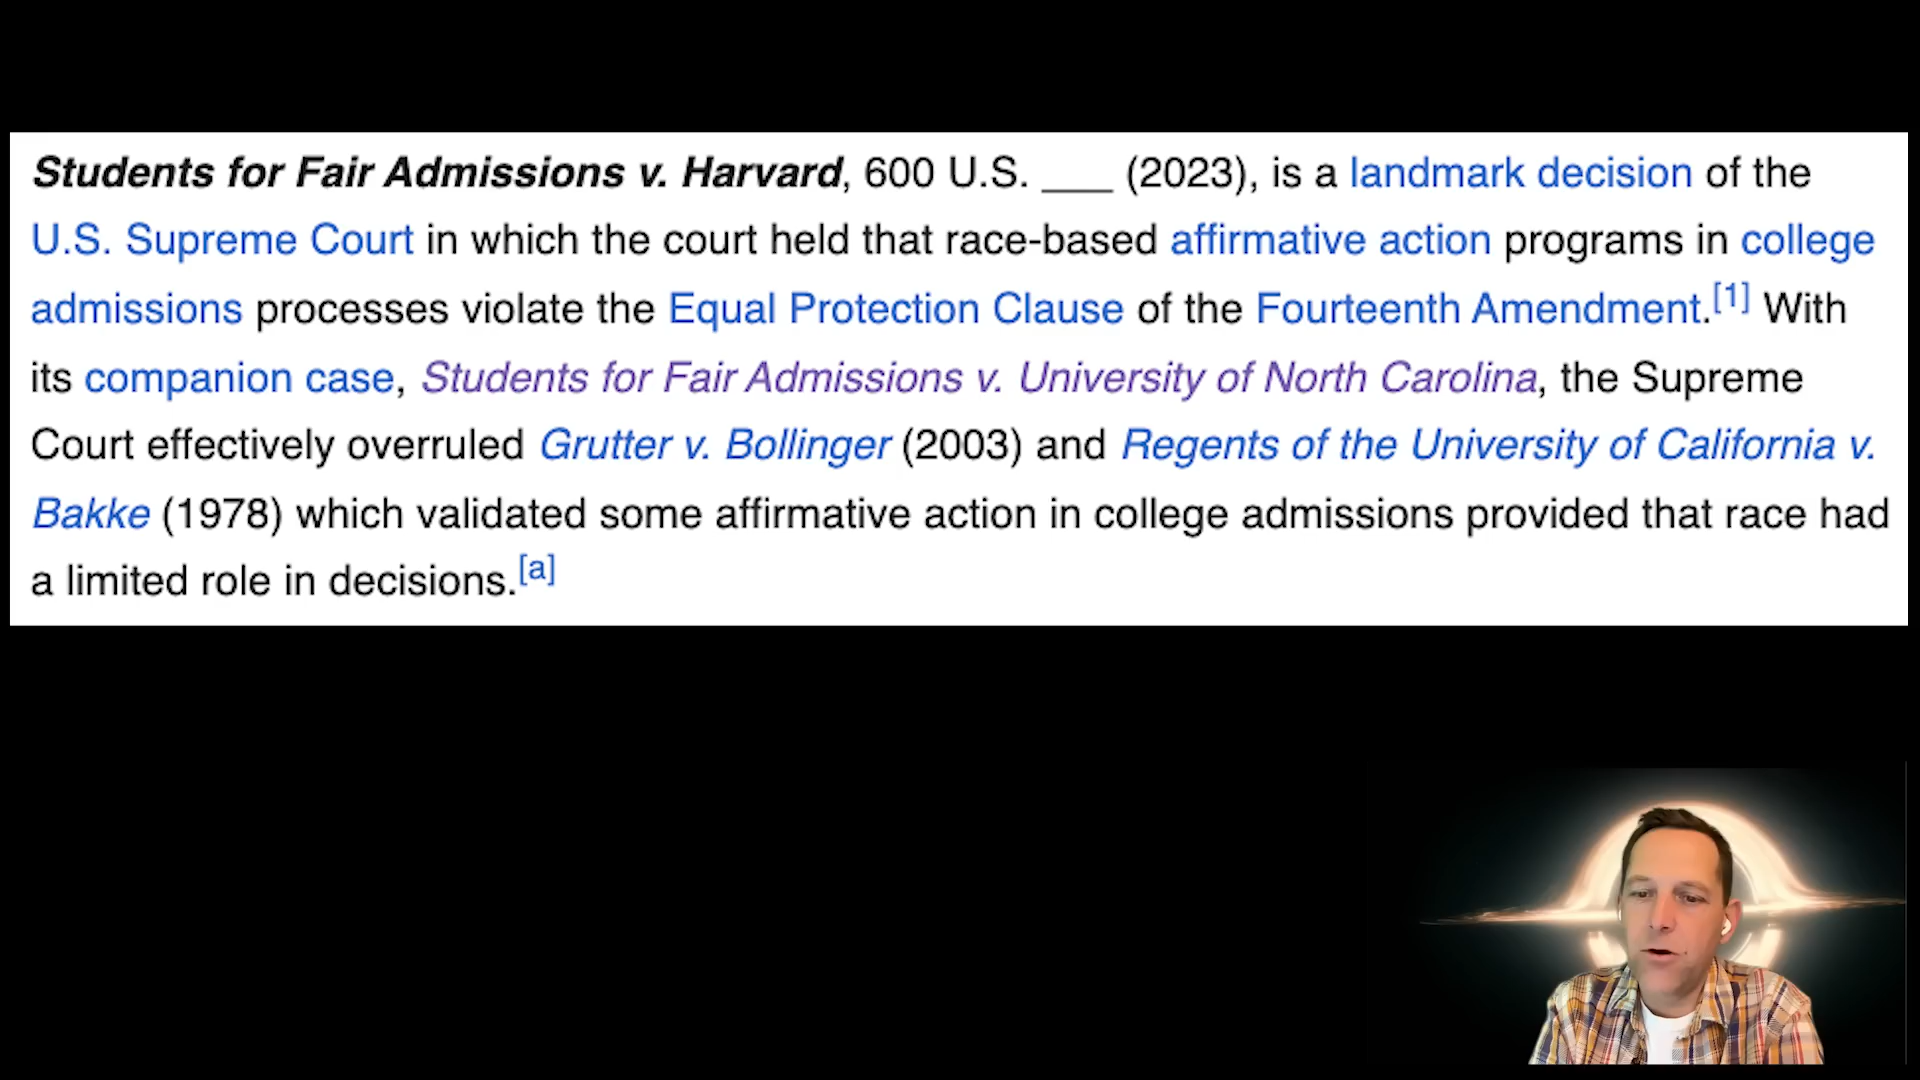 Students for Fair Admissions v. Harvard, 600 U.S. ___ (2023), is a landmark decision of the
U.S. Supreme Court in which the court held that race-based affirmative action programs in college
admissions processes violate the Equal Protection Clause of the Fourteenth Amendment.[1] With
its companion case, Students for Fair Admissions v. University of North Carolina, the Supreme
Court effectively overruled Grutter v. Bollinger (2003) and Regents of the University of California v.
Bakke (1978) which validated some affirmative action in college admissions provided that race had
a limited role in decisions.[a]